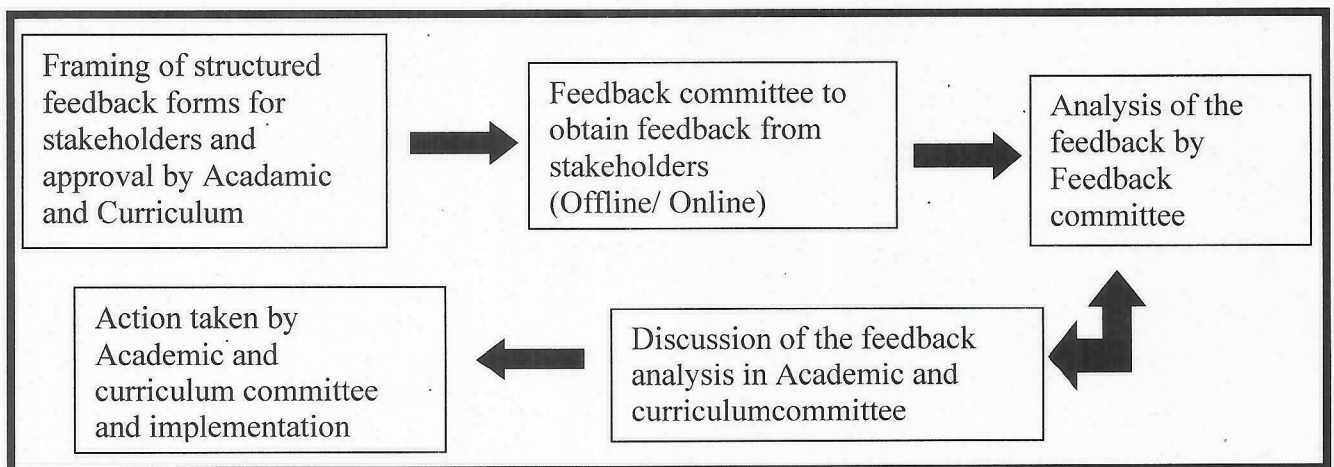 Framing of structured
feedback forms for
stakeholders and
approval by Acadamic
and Curriculum
Feedback committee to
obtain feedback from
stakeholders
(Offline/ Online)
Analysis of the
feedback by
Feedback
committee
Discussion of the feedback
analysis in Academic and
curriculumcommittee
Action taken by
Academic and
curriculum committee
and implementation